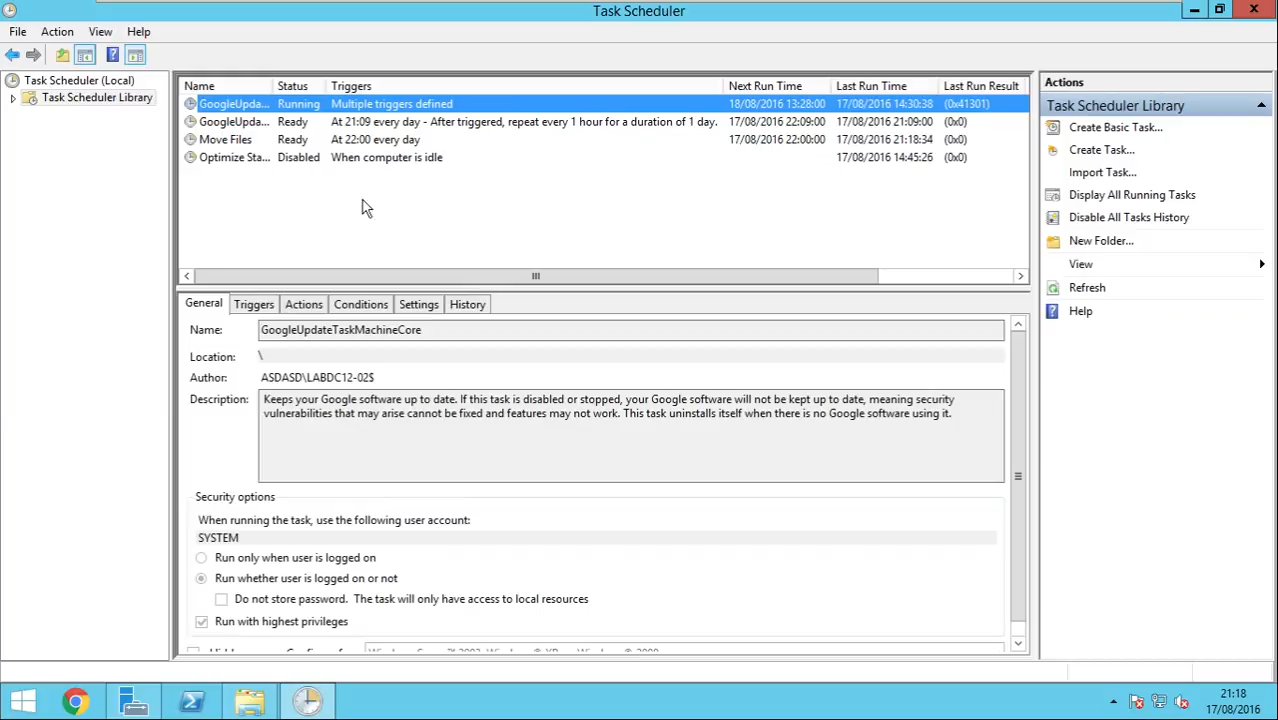 Task Scheduler
File Action View Help
Task Scheduler (Local)
Task Scheduler Library
Name Status Triggers Next Run Time Last Run Time Last Run Result
GoogleUpda... Running Multiple triggers defined 18/08/2016 13:28:00 17/08/2016 14:30:38 (0x41301)
GoogleUpda... Ready At 21:09 every day - After triggered, repeat every 1 hour for a duration of 1 day. 17/08/2016 22:09:00 17/08/2016 21:09:00 (0x0)
Move Files Ready At 22:00 every day 17/08/2016 22:00:00 17/08/2016 21:18:34 (0x0)
Optimize Sta... Disabled When computer is idle 17/08/2016 14:45:26 (0x0)
General Triggers Actions Conditions Settings History
Name: GoogleUpdateTaskMachineCore
Location: \
Author: ASDASD\LABDC12-02$
Description: Keeps your Google software up to date. If this task is disabled or stopped, your Google software will not be kept up to date, meaning security
vulnerabilities that may arise cannot be fixed and features may not work. This task uninstalls itself when there is no Google software using it.
Security options
When running the task, use the following user account:
SYSTEM
Run only when user is logged on
Run whether user is logged on or not
Do not store password. The task will only have access to local resources
Run with highest privileges
Actions
Task Scheduler Library
Create Basic Task...
Create Task...
Import Task...
Display All Running Tasks
Disable All Tasks History
New Folder...
View
Refresh
Help
21:18
17/08/2016